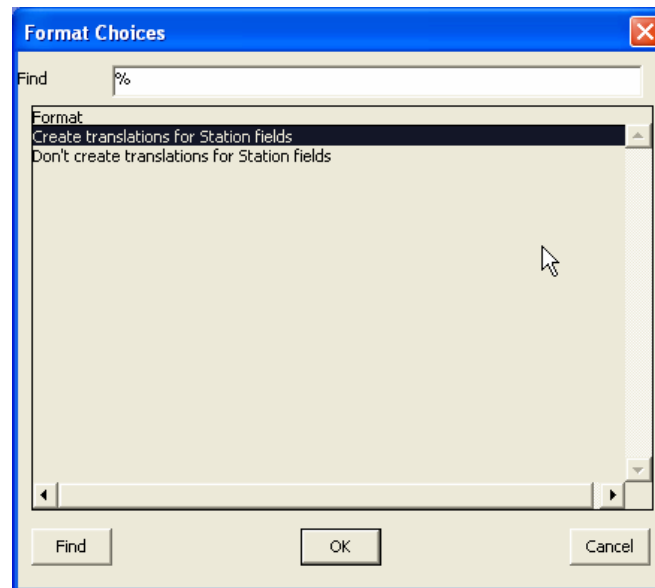 Format Choices
Find %
Format
Create translations for Station fields
Don't create translations for Station fields
Find OK Cancel